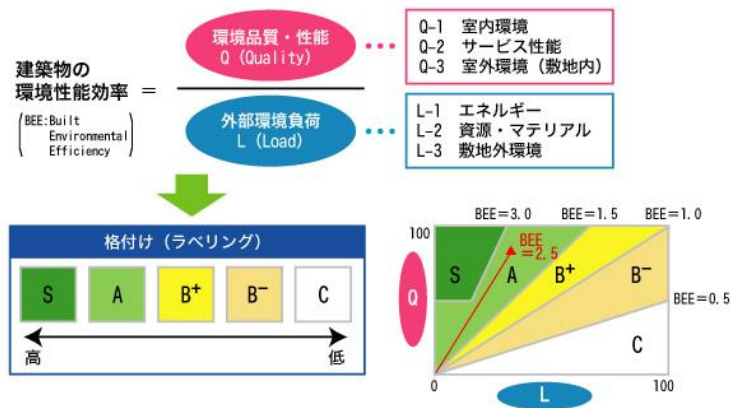 建築物の
環境性能効率 =
(BEE:Built
Environmental
Efficiency)
環境品質・性能
Q (Quality)
外部環境負荷
L (Load)
Q-1 室内環境
Q-2 サービス性能
Q-3 室外環境（敷地内）
L-1 エネルギー
L-2 資源・マテリアル
L-3 敷地外環境
格付け（ラベリング）
S A B+ B− C
高 低
BEE=3.0 BEE=1.5 BEE=1.0
100
BEE
=2.5
S A B+ B−
Q
BEE=0.5
C
0 100
L